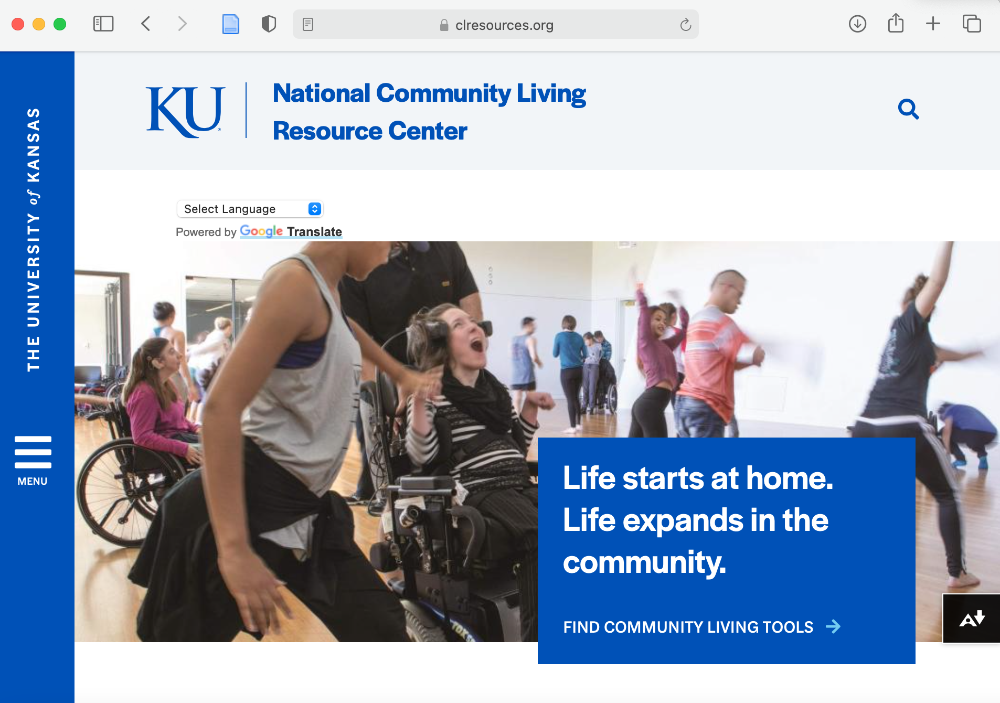 clresources.org
THE UNIVERSITY of KANSAS
MENU
KU
National Community Living
Resource Center
Select Language
Powered by Google Translate
Life starts at home.
Life expands in the
community.
FIND COMMUNITY LIVING TOOLS